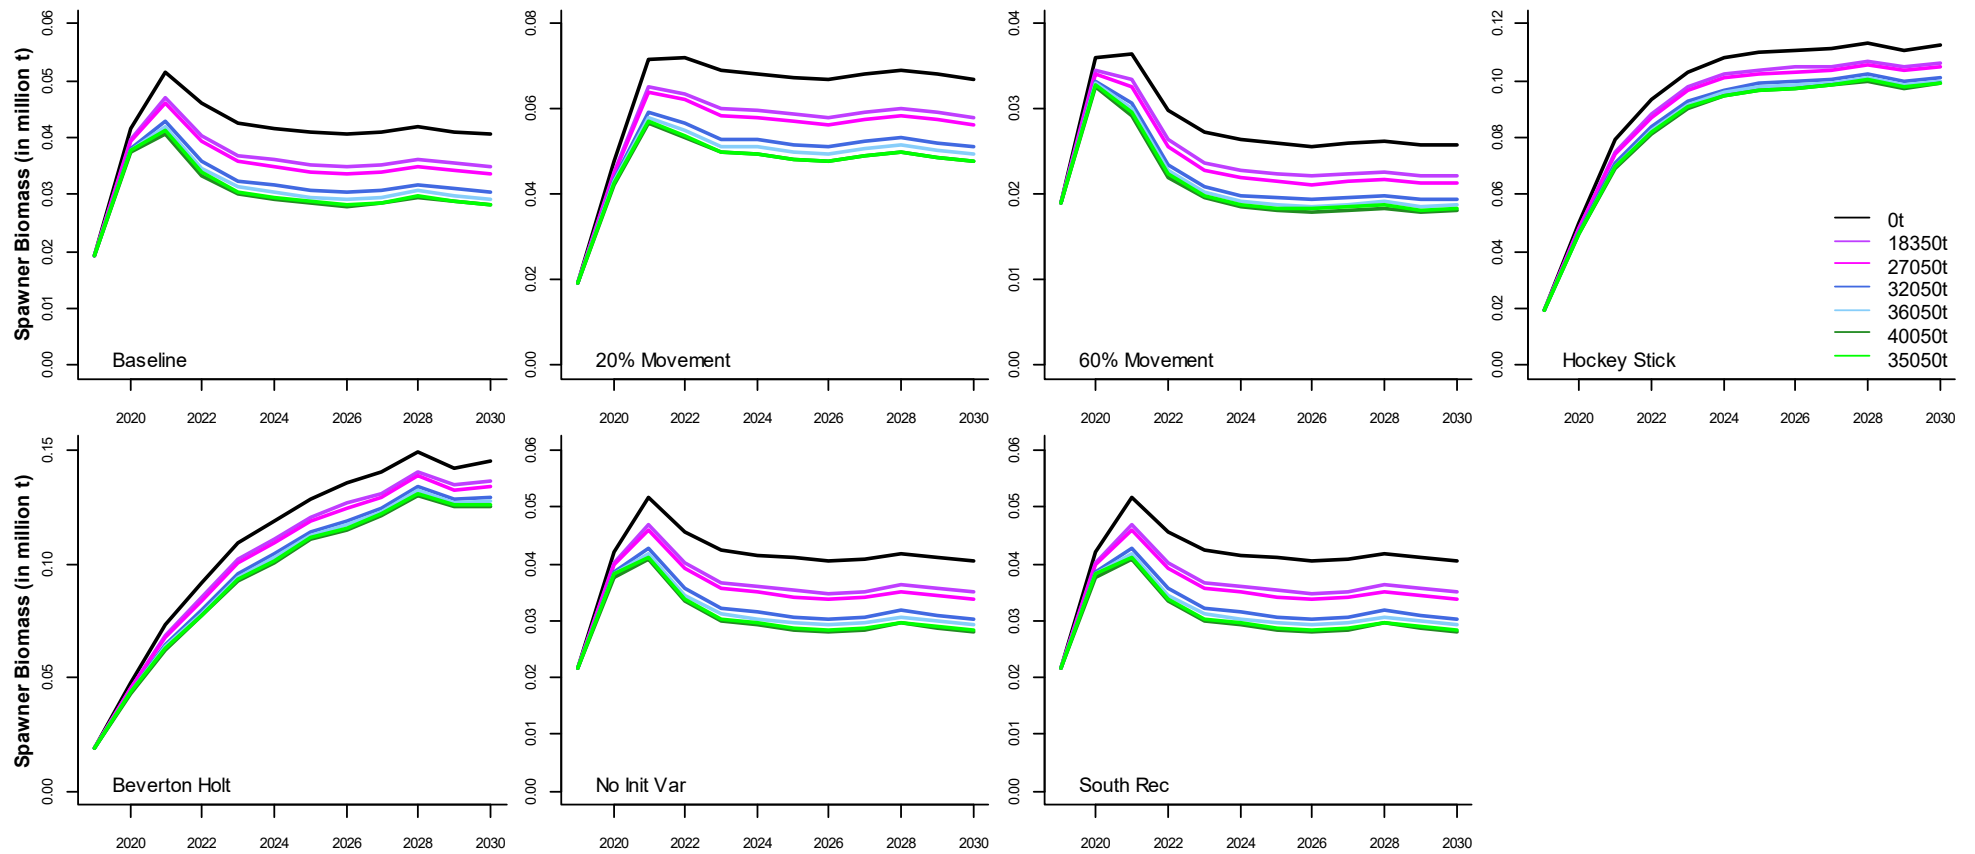 Spawner Biomass (in million t)
0.00 0.01 0.02 0.03 0.04 0.05 0.06
Baseline
2020 2022 2024 2026 2028 2030
0.00 0.02 0.04 0.06 0.08
20% Movement
2020 2022 2024 2026 2028 2030
0.00 0.01 0.02 0.03 0.04
60% Movement
2020 2022 2024 2026 2028 2030
0.00 0.02 0.04 0.06 0.08 0.10 0.12
0t
18350t
27050t
32050t
36050t
40050t
35050t
Hockey Stick
2020 2022 2024 2026 2028 2030
Spawner Biomass (in million t)
0.00 0.05 0.10 0.15
Beverton Holt
2020 2022 2024 2026 2028 2030
0.00 0.01 0.02 0.03 0.04 0.05 0.06
No Init Var
2020 2022 2024 2026 2028 2030
0.00 0.01 0.02 0.03 0.04 0.05 0.06
South Rec
2020 2022 2024 2026 2028 2030